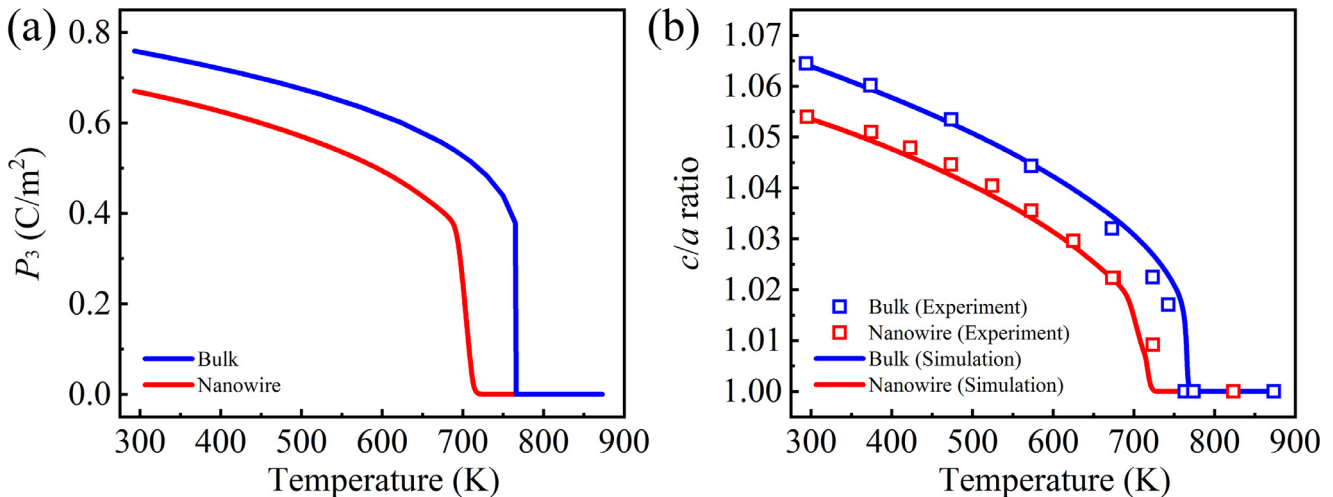 (a)
P3 (C/m2)
0.8
0.6
0.4
0.2
0.0
Bulk
Nanowire
300 400 500 600 700 800 900
Temperature (K)
(b)
c/a ratio
1.07
1.06
1.05
1.04
1.03
1.02
1.01
1.00
Bulk (Experiment)
Nanowire (Experiment)
Bulk (Simulation)
Nanowire (Simulation)
300 400 500 600 700 800 900
Temperature (K)